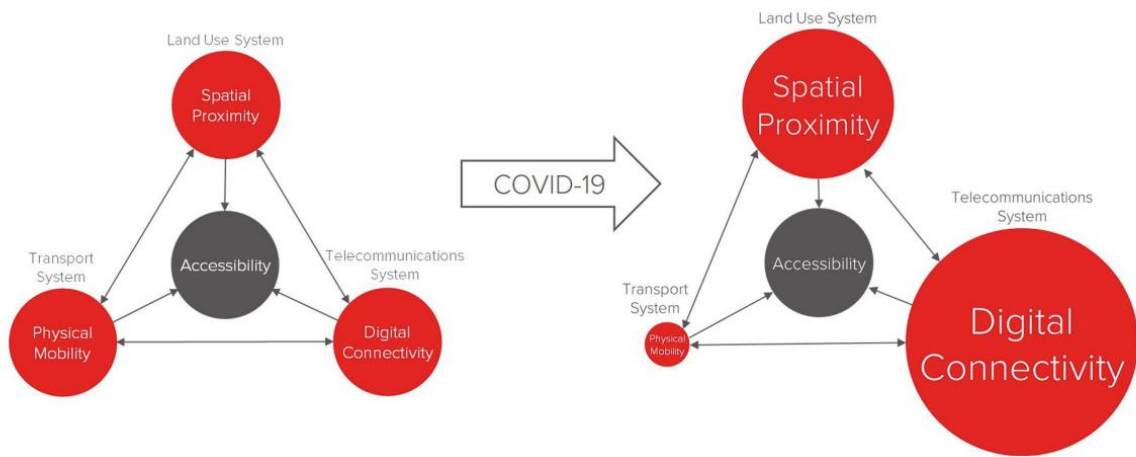 Land Use System
Spatial
Proximity
Accessibility
Transport
System
Physical
Mobility
Telecommunications
System
Digital
Connectivity
COVID-19
Land Use System
Spatial
Proximity
Telecommunications
System
Digital
Connectivity
Accessibility
Transport
System
Physical
Mobility